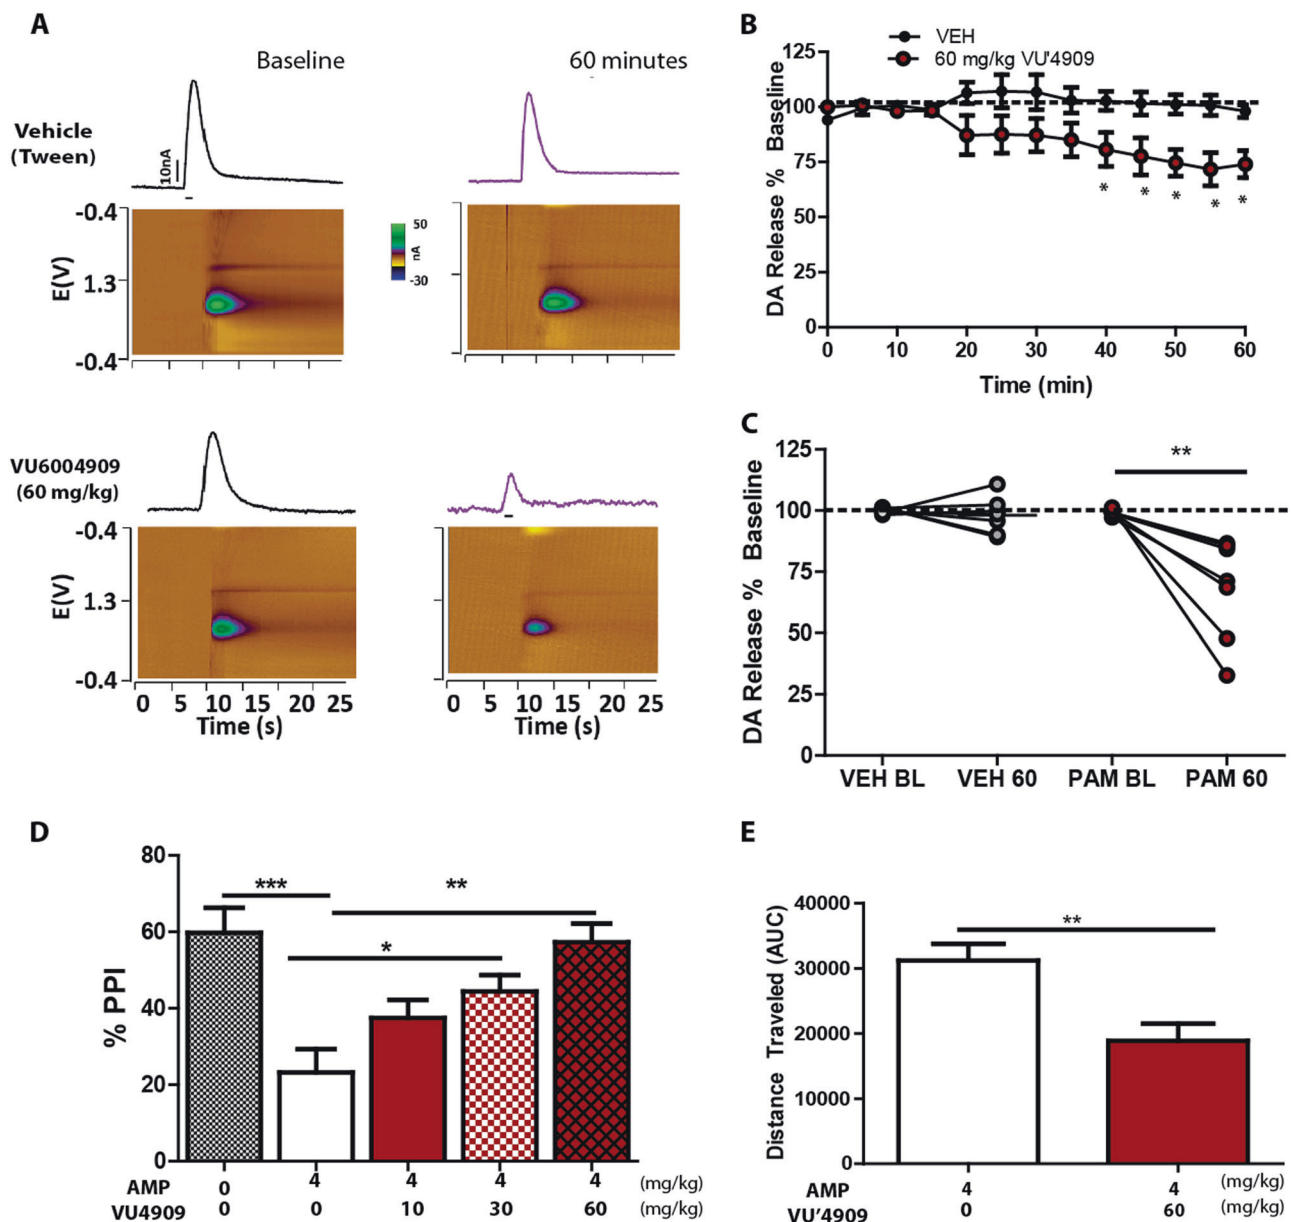 A
Baseline
60 minutes
Vehicle
(Tween)
10nA
-0.4
E(V)
1.3
-0.4
50
nA
-30
VU6004909
(60 mg/kg)
-0.4
E(V)
1.3
-0.4
0 5 10 15 20 25
Time (s)
0 5 10 15 20 25
Time (s)
B
VEH
60 mg/kg VU'4909
DA Release % Baseline
125
100
75
50
25
0
0 10 20 30 40 50 60
Time (min)
* * * * *
C
DA Release % Baseline
125
100
75
50
25
0
**
VEH BL VEH 60 PAM BL PAM 60
D
% PPI
80
60
40
20
0
*** **
*
AMP 0 4 4 4 4 (mg/kg)
VU4909 0 0 10 30 60 (mg/kg)
E
Distance Traveled (AUC)
40000
30000
20000
10000
0
**
AMP 4 4 (mg/kg)
VU'4909 0 60 (mg/kg)